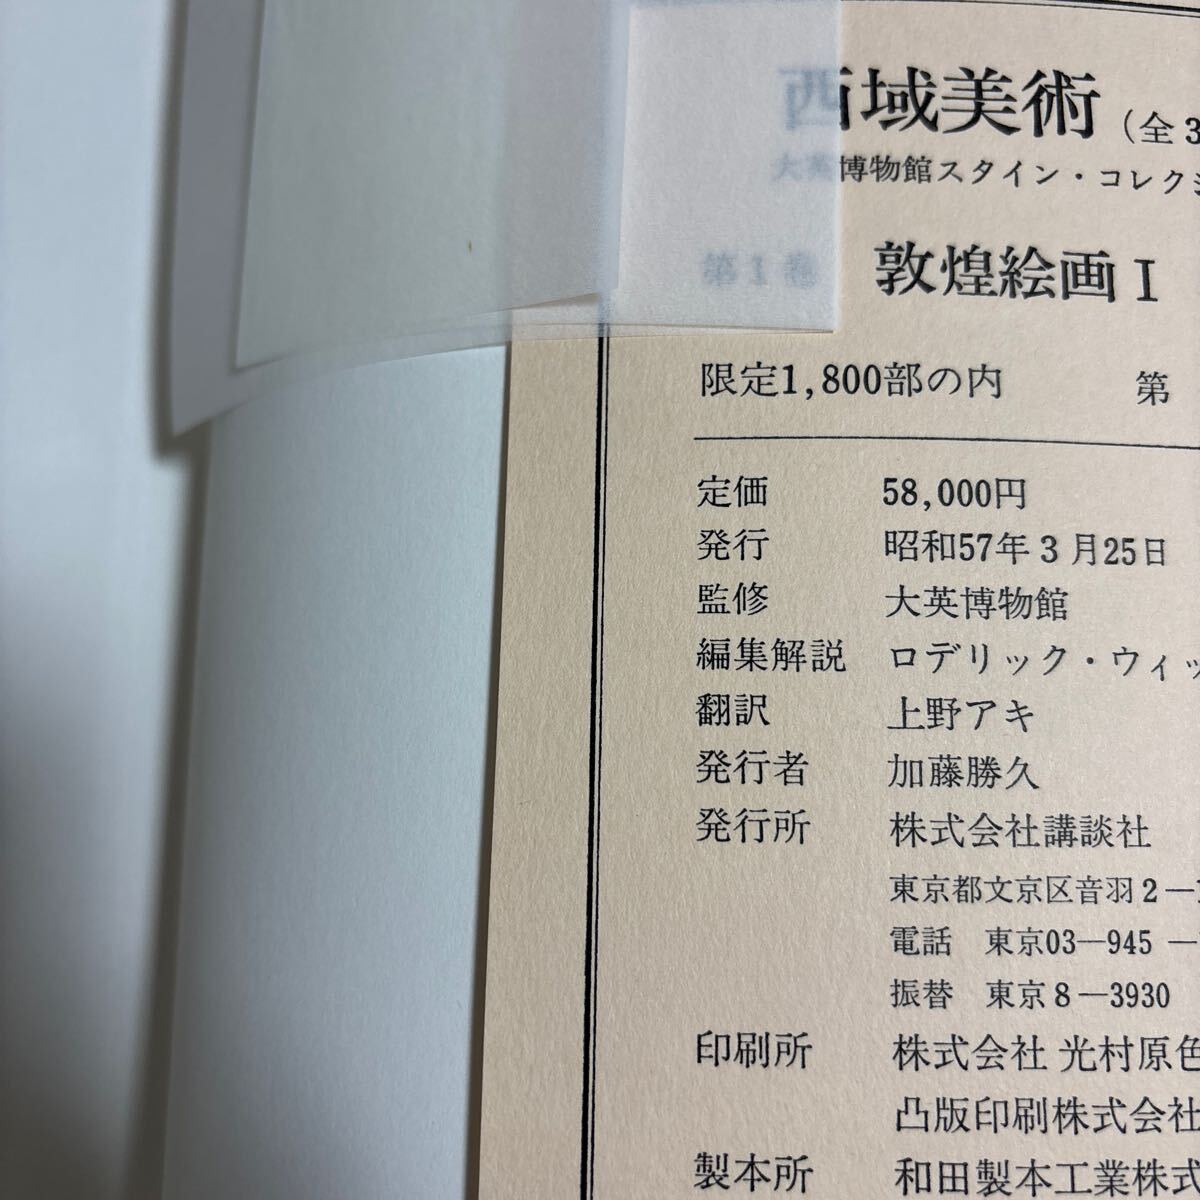 西域美術（全3
大英博物館スタイン・コレク
第1巻 敦煌絵画Ⅰ
限定1,800部の内 第
定価 58,000円
発行 昭和57年3月25日
監修 大英博物館
編集解説 ロデリック・ウィッ
翻訳 上野アキ
発行者 加藤勝久
発行所 株式会社講談社
東京都文京区音羽2―
電話 東京03―945―
振替 東京8―3930
印刷所 株式会社 光村原色
凸版印刷株式会社
製本所 和田製本工業株式